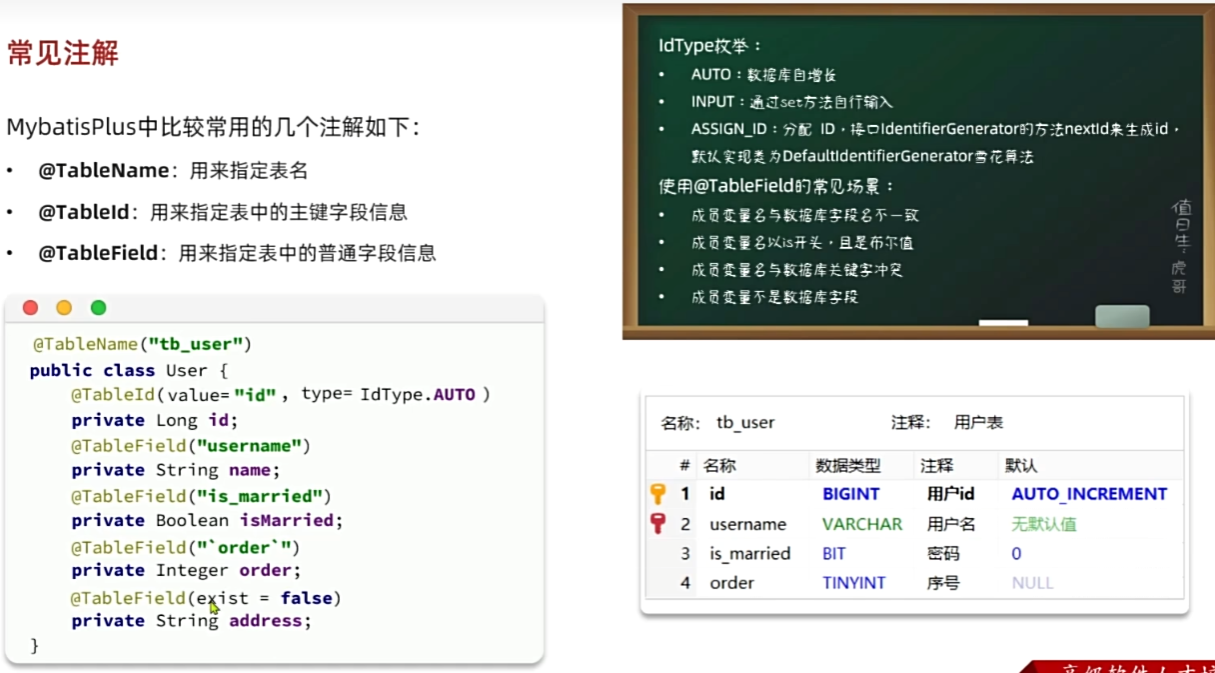 常见注解
MybatisPlus中比较常用的几个注解如下：
• @TableName：用来指定表名
• @TableId：用来指定表中的主键字段信息
• @TableField：用来指定表中的普通字段信息
@TableName("tb_user")
public class User {
@TableId(value="id", type=IdType.AUTO)
private Long id;
@TableField("username")
private String name;
@TableField("is_married")
private Boolean isMarried;
@TableField("`order`")
private Integer order;
@TableField(exist = false)
private String address;
}
IdType枚举：
• AUTO：数据库自增长
• INPUT：通过set方法自行输入
• ASSIGN_ID：分配 ID，接口IdentifierGenerator的方法nextId来生成id，
默认实现类为DefaultIdentifierGenerator雪花算法
使用@TableField的常见场景：
• 成员变量名与数据库字段名不一致
• 成员变量名以is开头，且是布尔值
• 成员变量名与数据库关键字冲突
• 成员变量不是数据库字段
值日生：虎哥
名称： tb_user 注释： 用户表
# 名称 数据类型 注释 默认
1 id BIGINT 用户id AUTO_INCREMENT
2 username VARCHAR 用户名 无默认值
3 is_married BIT 密码 0
4 order TINYINT 序号 NULL